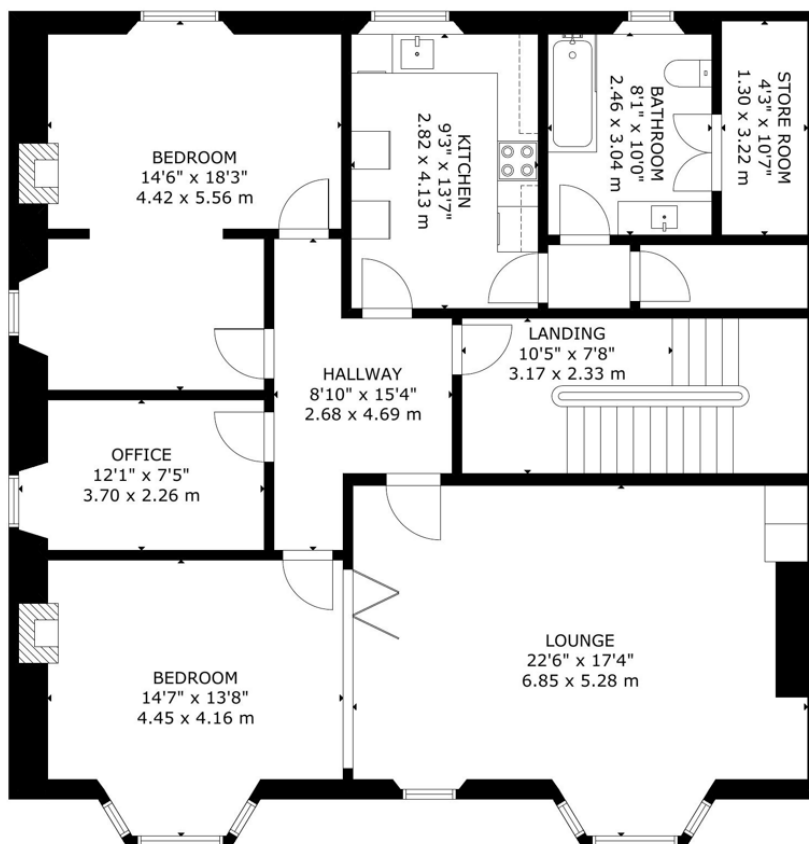 BEDROOM
14'6" x 18'3"
4.42 x 5.56 m
KITCHEN
9'3" x 13'7"
2.82 x 4.13 m
BATHROOM
8'1" x 10'0"
2.46 x 3.04 m
STORE ROOM
4'3" x 10'7"
1.30 x 3.22 m
HALLWAY
8'10" x 15'4"
2.68 x 4.69 m
LANDING
10'5" x 7'8"
3.17 x 2.33 m
OFFICE
12'1" x 7'5"
3.70 x 2.26 m
BEDROOM
14'7" x 13'8"
4.45 x 4.16 m
LOUNGE
22'6" x 17'4"
6.85 x 5.28 m